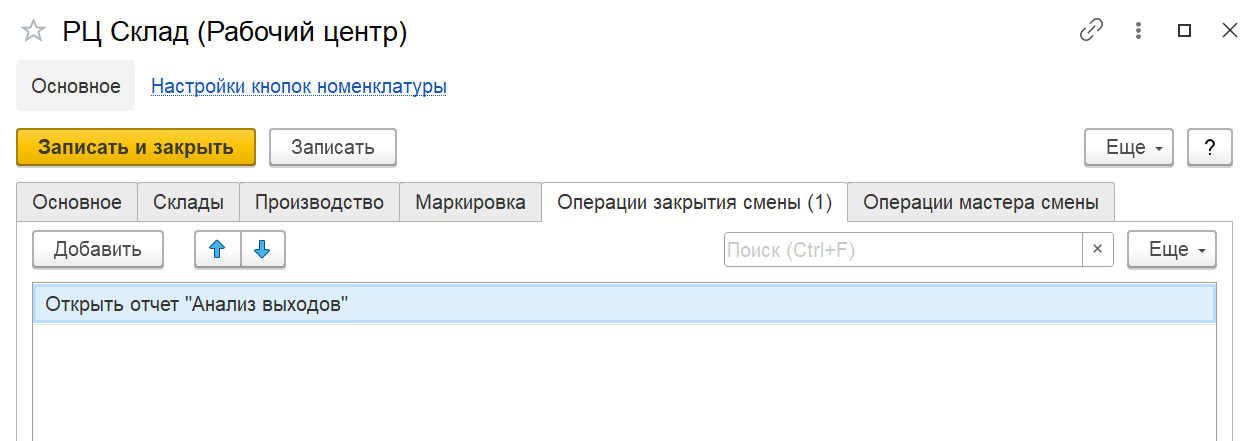 РЦ Склад (Рабочий центр)
Основное Настройки кнопок номенклатуры
Записать и закрыть Записать Еще ?
Основное Склады Производство Маркировка Операции закрытия смены (1) Операции мастера смены
Добавить Поиск (Ctrl+F) × Еще
Открыть отчет "Анализ выходов"